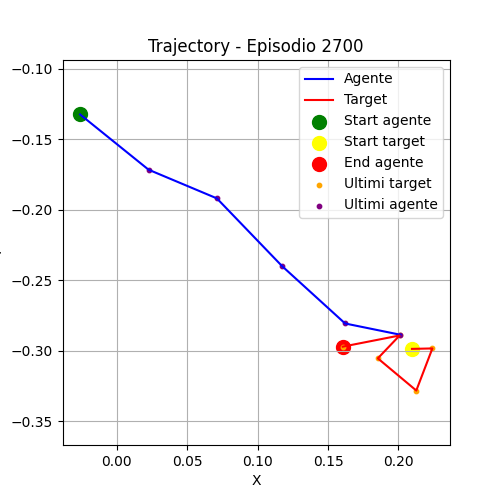 Trajectory - Episodio 2700
Agente
Target
Start agente
Start target
End agente
Ultimi target
Ultimi agente
−0.10
−0.15
−0.20
−0.25
−0.30
−0.35
0.00 0.05 0.10 0.15 0.20
X